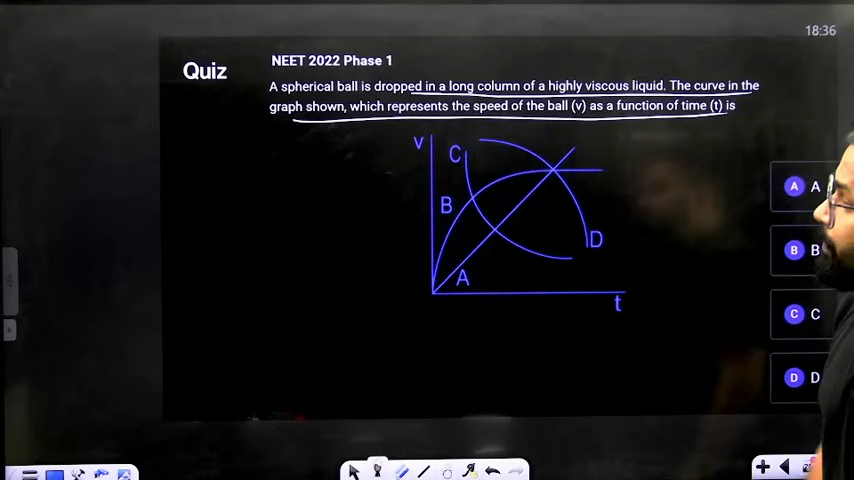 18:36
Quiz
NEET 2022 Phase 1
A spherical ball is dropped in a long column of a highly viscous liquid. The curve in the
graph shown, which represents the speed of the ball (v) as a function of time (t) is
v
C
B
D
A
t
A A
B B
C C
D D